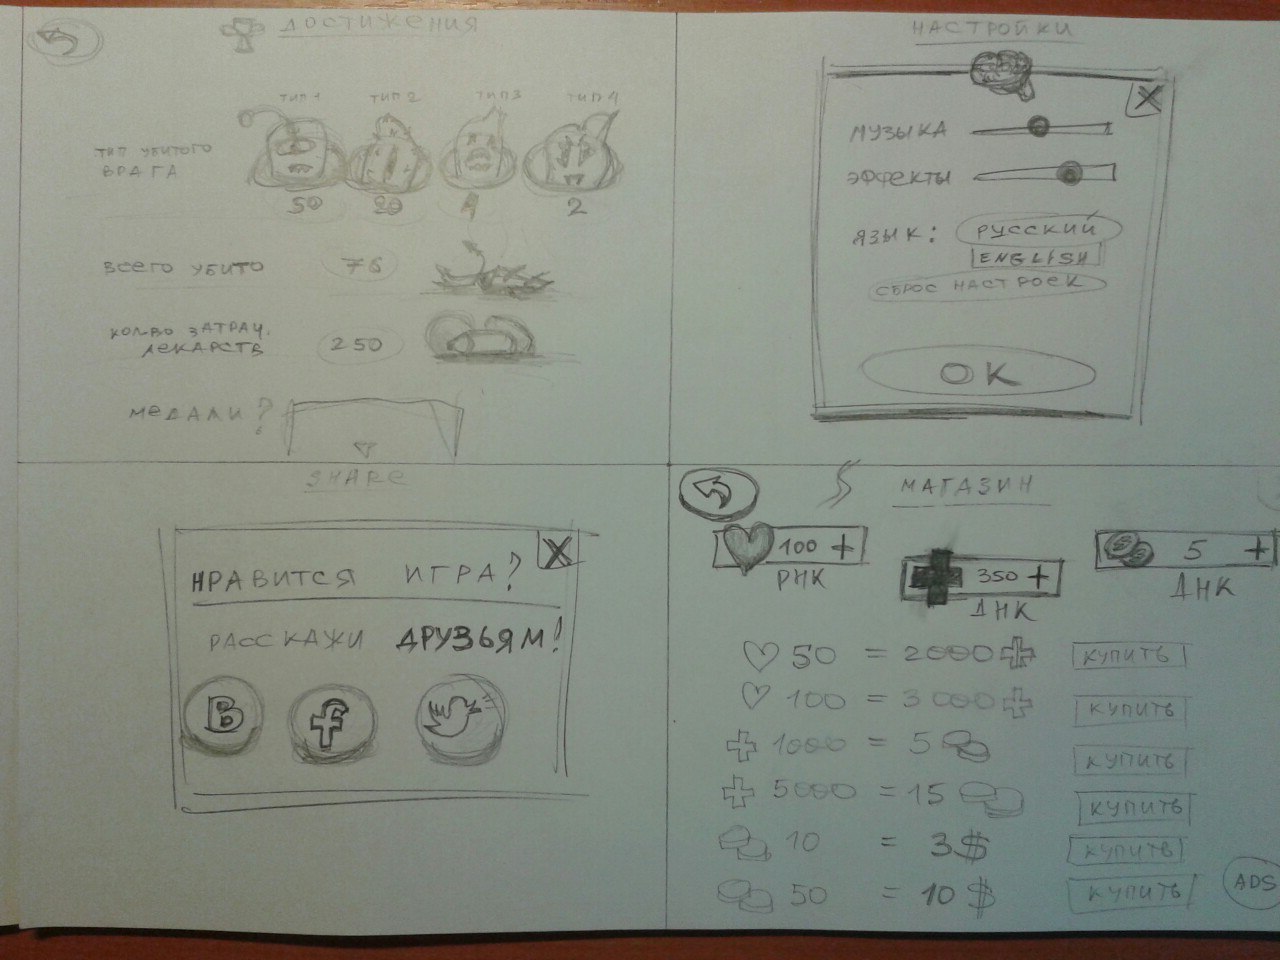 ДОСТИЖЕНИЯ
ТИП 1 ТИП 2 ТИП 3 ТИП 4
ТИП УБИТОГО
ВРАГА
50 20 4 2
ВСЕГО УБИТО 76
КОЛ-ВО ЗАТРАЧ. 250
ЛЕКАРСТВ
МЕДАЛИ?
НАСТРОЙКИ
X
МУЗЫКА
ЭФФЕКТЫ
ЯЗЫК: РУССКИЙ
ENGLISH
СБРОС НАСТРОЕК
OK
SHARE
X
НРАВИТСЯ ИГРА?
РАССКАЖИ ДРУЗЬЯМ!
B f
МАГАЗИН
100 + 350 + 5 +
РНК ДНК ДНК
50 = 2000 КУПИТЬ
100 = 3000 КУПИТЬ
1000 = 5 КУПИТЬ
5000 = 15 КУПИТЬ
10 = 3$ КУПИТЬ
50 = 10$ КУПИТЬ
ADS